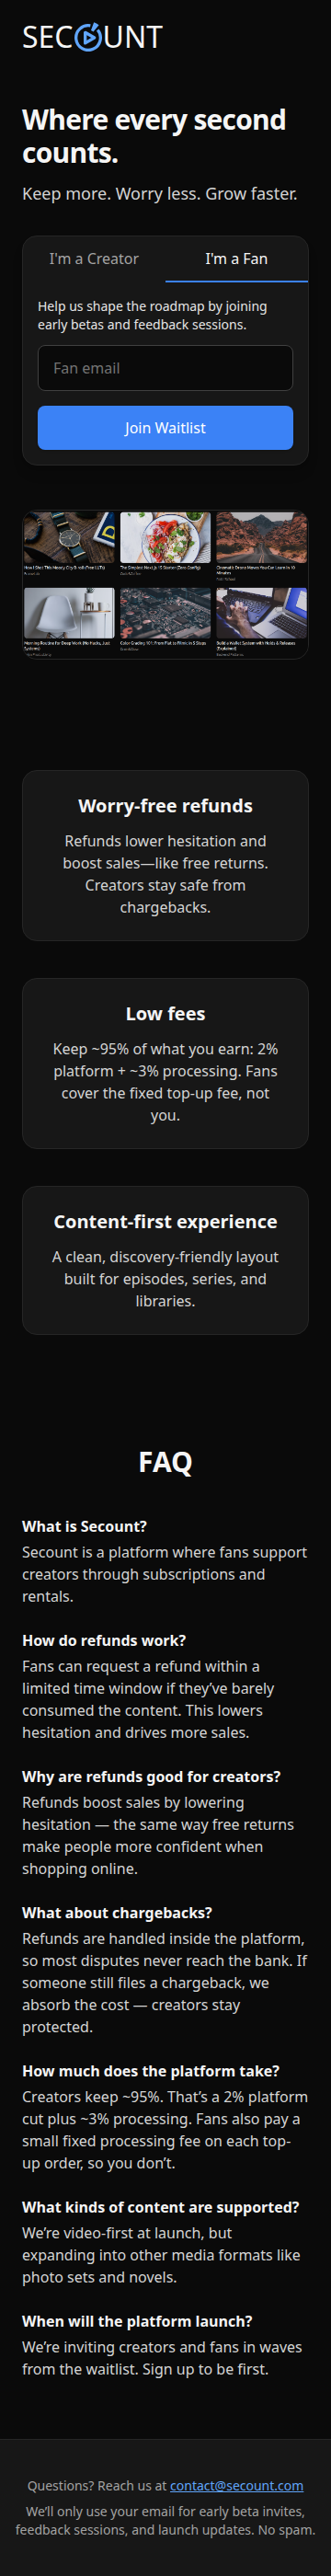 SECOUNT
Where every second
counts.
Keep more. Worry less. Grow faster.
I'm a Creator I'm a Fan
Help us shape the roadmap by joining
early betas and feedback sessions.
Fan email
Join Waitlist
Worry-free refunds
Refunds lower hesitation and
boost sales—like free returns.
Creators stay safe from
chargebacks.
Low fees
Keep ~95% of what you earn: 2%
platform + ~3% processing. Fans
cover the fixed top-up fee, not
you.
Content-first experience
A clean, discovery-friendly layout
built for episodes, series, and
libraries.
FAQ
What is Secount?
Secount is a platform where fans support
creators through subscriptions and
rentals.
How do refunds work?
Fans can request a refund within a
limited time window if they’ve barely
consumed the content. This lowers
hesitation and drives more sales.
Why are refunds good for creators?
Refunds boost sales by lowering
hesitation — the same way free returns
make people more confident when
shopping online.
What about chargebacks?
Refunds are handled inside the platform,
so most disputes never reach the bank. If
someone still files a chargeback, we
absorb the cost — creators stay
protected.
How much does the platform take?
Creators keep ~95%. That’s a 2% platform
cut plus ~3% processing. Fans also pay a
small fixed processing fee on each top-
up order, so you don’t.
What kinds of content are supported?
We’re video-first at launch, but
expanding into other media formats like
photo sets and novels.
When will the platform launch?
We’re inviting creators and fans in waves
from the waitlist. Sign up to be first.
Questions? Reach us at contact@secount.com
We’ll only use your email for early beta invites,
feedback sessions, and launch updates. No spam.